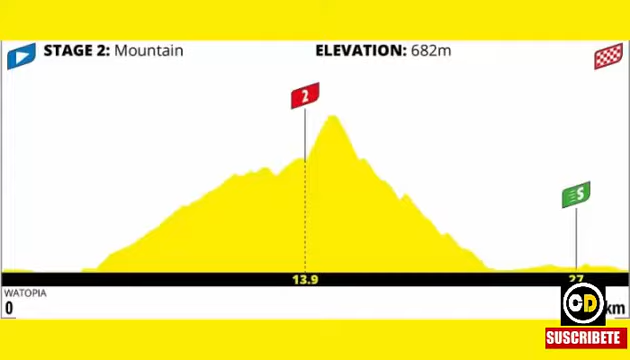 STAGE 2: Mountain
ELEVATION: 682m
2
S
13.9
27
WATOPIA
0
km
CD
SUSCRIBETE